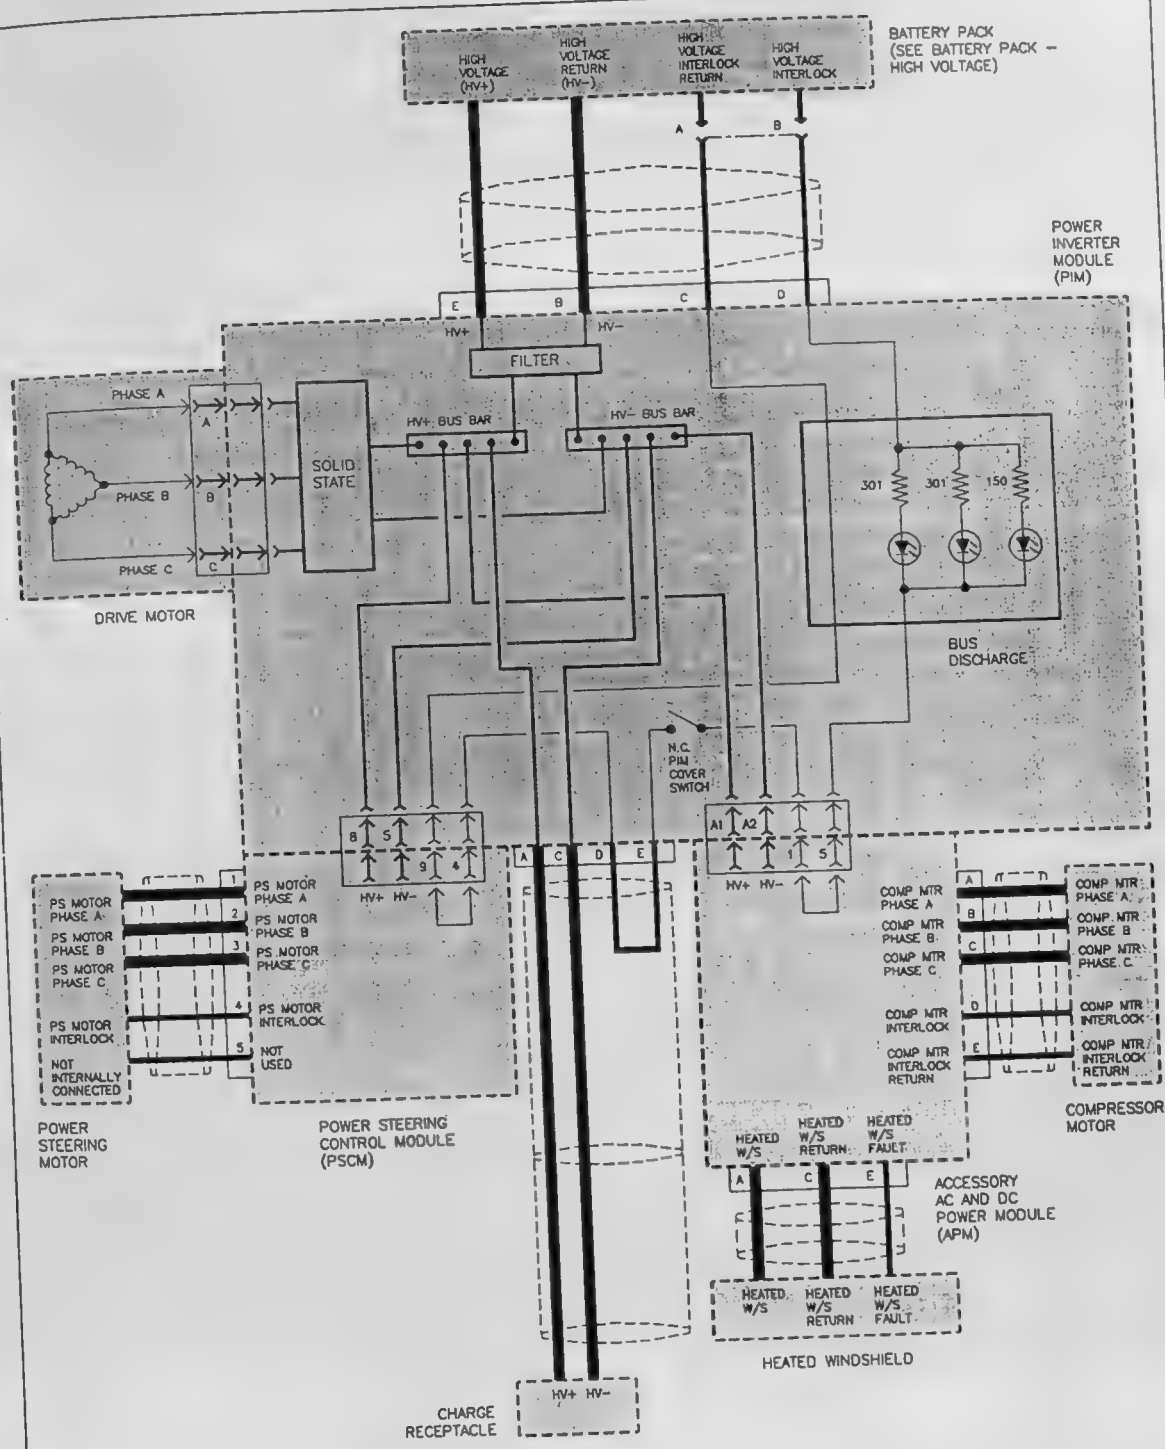 BATTERY PACK
(SEE BATTERY PACK –
HIGH VOLTAGE)
HIGH
VOLTAGE
(HV+)
HIGH
VOLTAGE
RETURN
(HV-)
HIGH
VOLTAGE
INTERLOCK
RETURN
HIGH
VOLTAGE
INTERLOCK
A
B
POWER
INVERTER
MODULE
(PIM)
E
B
C
D
HV+
HV-
FILTER
PHASE A
A
PHASE B
B
PHASE C
C
DRIVE MOTOR
SOLID
STATE
HV+ BUS BAR
HV- BUS BAR
301
301
150
BUS
DISCHARGE
N.C.
PIM
COVER
SWITCH
8
5
9
4
HV+
HV-
A
C
D
E
A1
A2
1
5
HV+
HV-
PS MOTOR
PHASE A
PS MOTOR
PHASE B
PS MOTOR
PHASE C
PS MOTOR
INTERLOCK
NOT
INTERNALLY
CONNECTED
1
2
3
4
5
PS MOTOR
PHASE A
PS MOTOR
PHASE B
PS MOTOR
PHASE C
PS MOTOR
INTERLOCK
NOT
USED
POWER
STEERING
MOTOR
POWER STEERING
CONTROL MODULE
(PSCM)
COMP MTR
PHASE A
COMP MTR
PHASE B
COMP MTR
PHASE C
COMP MTR
INTERLOCK
COMP MTR
INTERLOCK
RETURN
A
B
C
D
E
COMP MTR
PHASE A
COMP MTR
PHASE B
COMP MTR
PHASE C
COMP MTR
INTERLOCK
COMP MTR
INTERLOCK
RETURN
COMPRESSOR
MOTOR
HEATED
W/S
HEATED
W/S
RETURN
HEATED
W/S
FAULT
A
C
E
ACCESSORY
AC AND DC
POWER MODULE
(APM)
HEATED
W/S
HEATED
W/S
RETURN
HEATED
W/S
FAULT
HEATED WINDSHIELD
HV+
HV-
CHARGE
RECEPTACLE